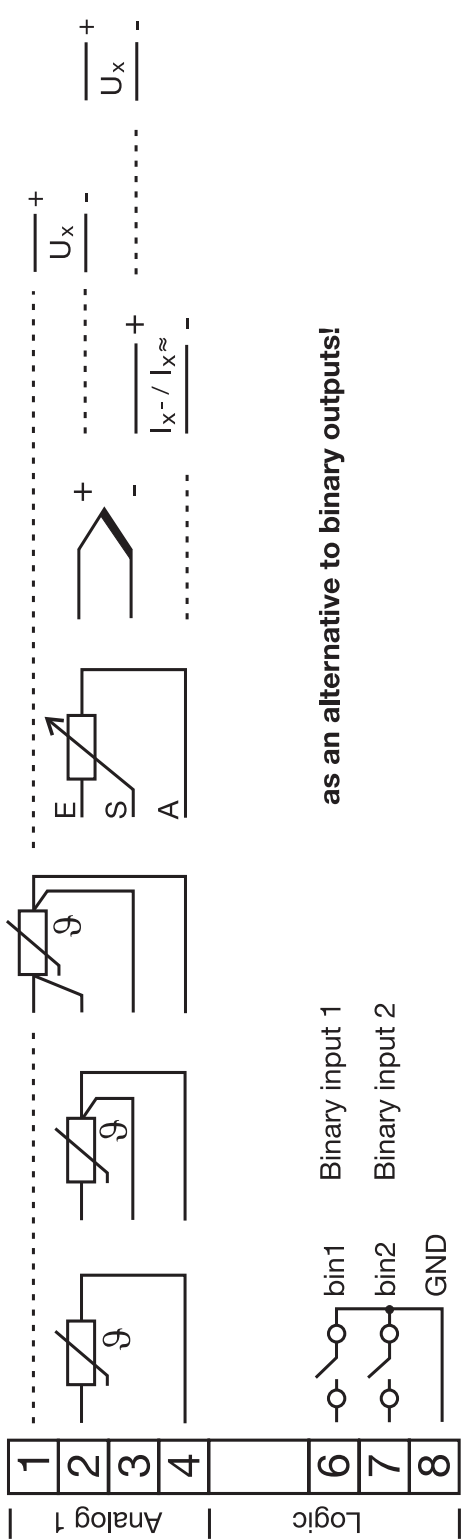 Analog 1
1
2
3
4
Logic
6
7
8
ϑ
ϑ
ϑ
E
S
A
+
-
Ix- / Ix≈
+
-
Ux
+
-
Ux
+
-
bin1 Binary input 1
bin2 Binary input 2
GND
as an alternative to binary outputs!